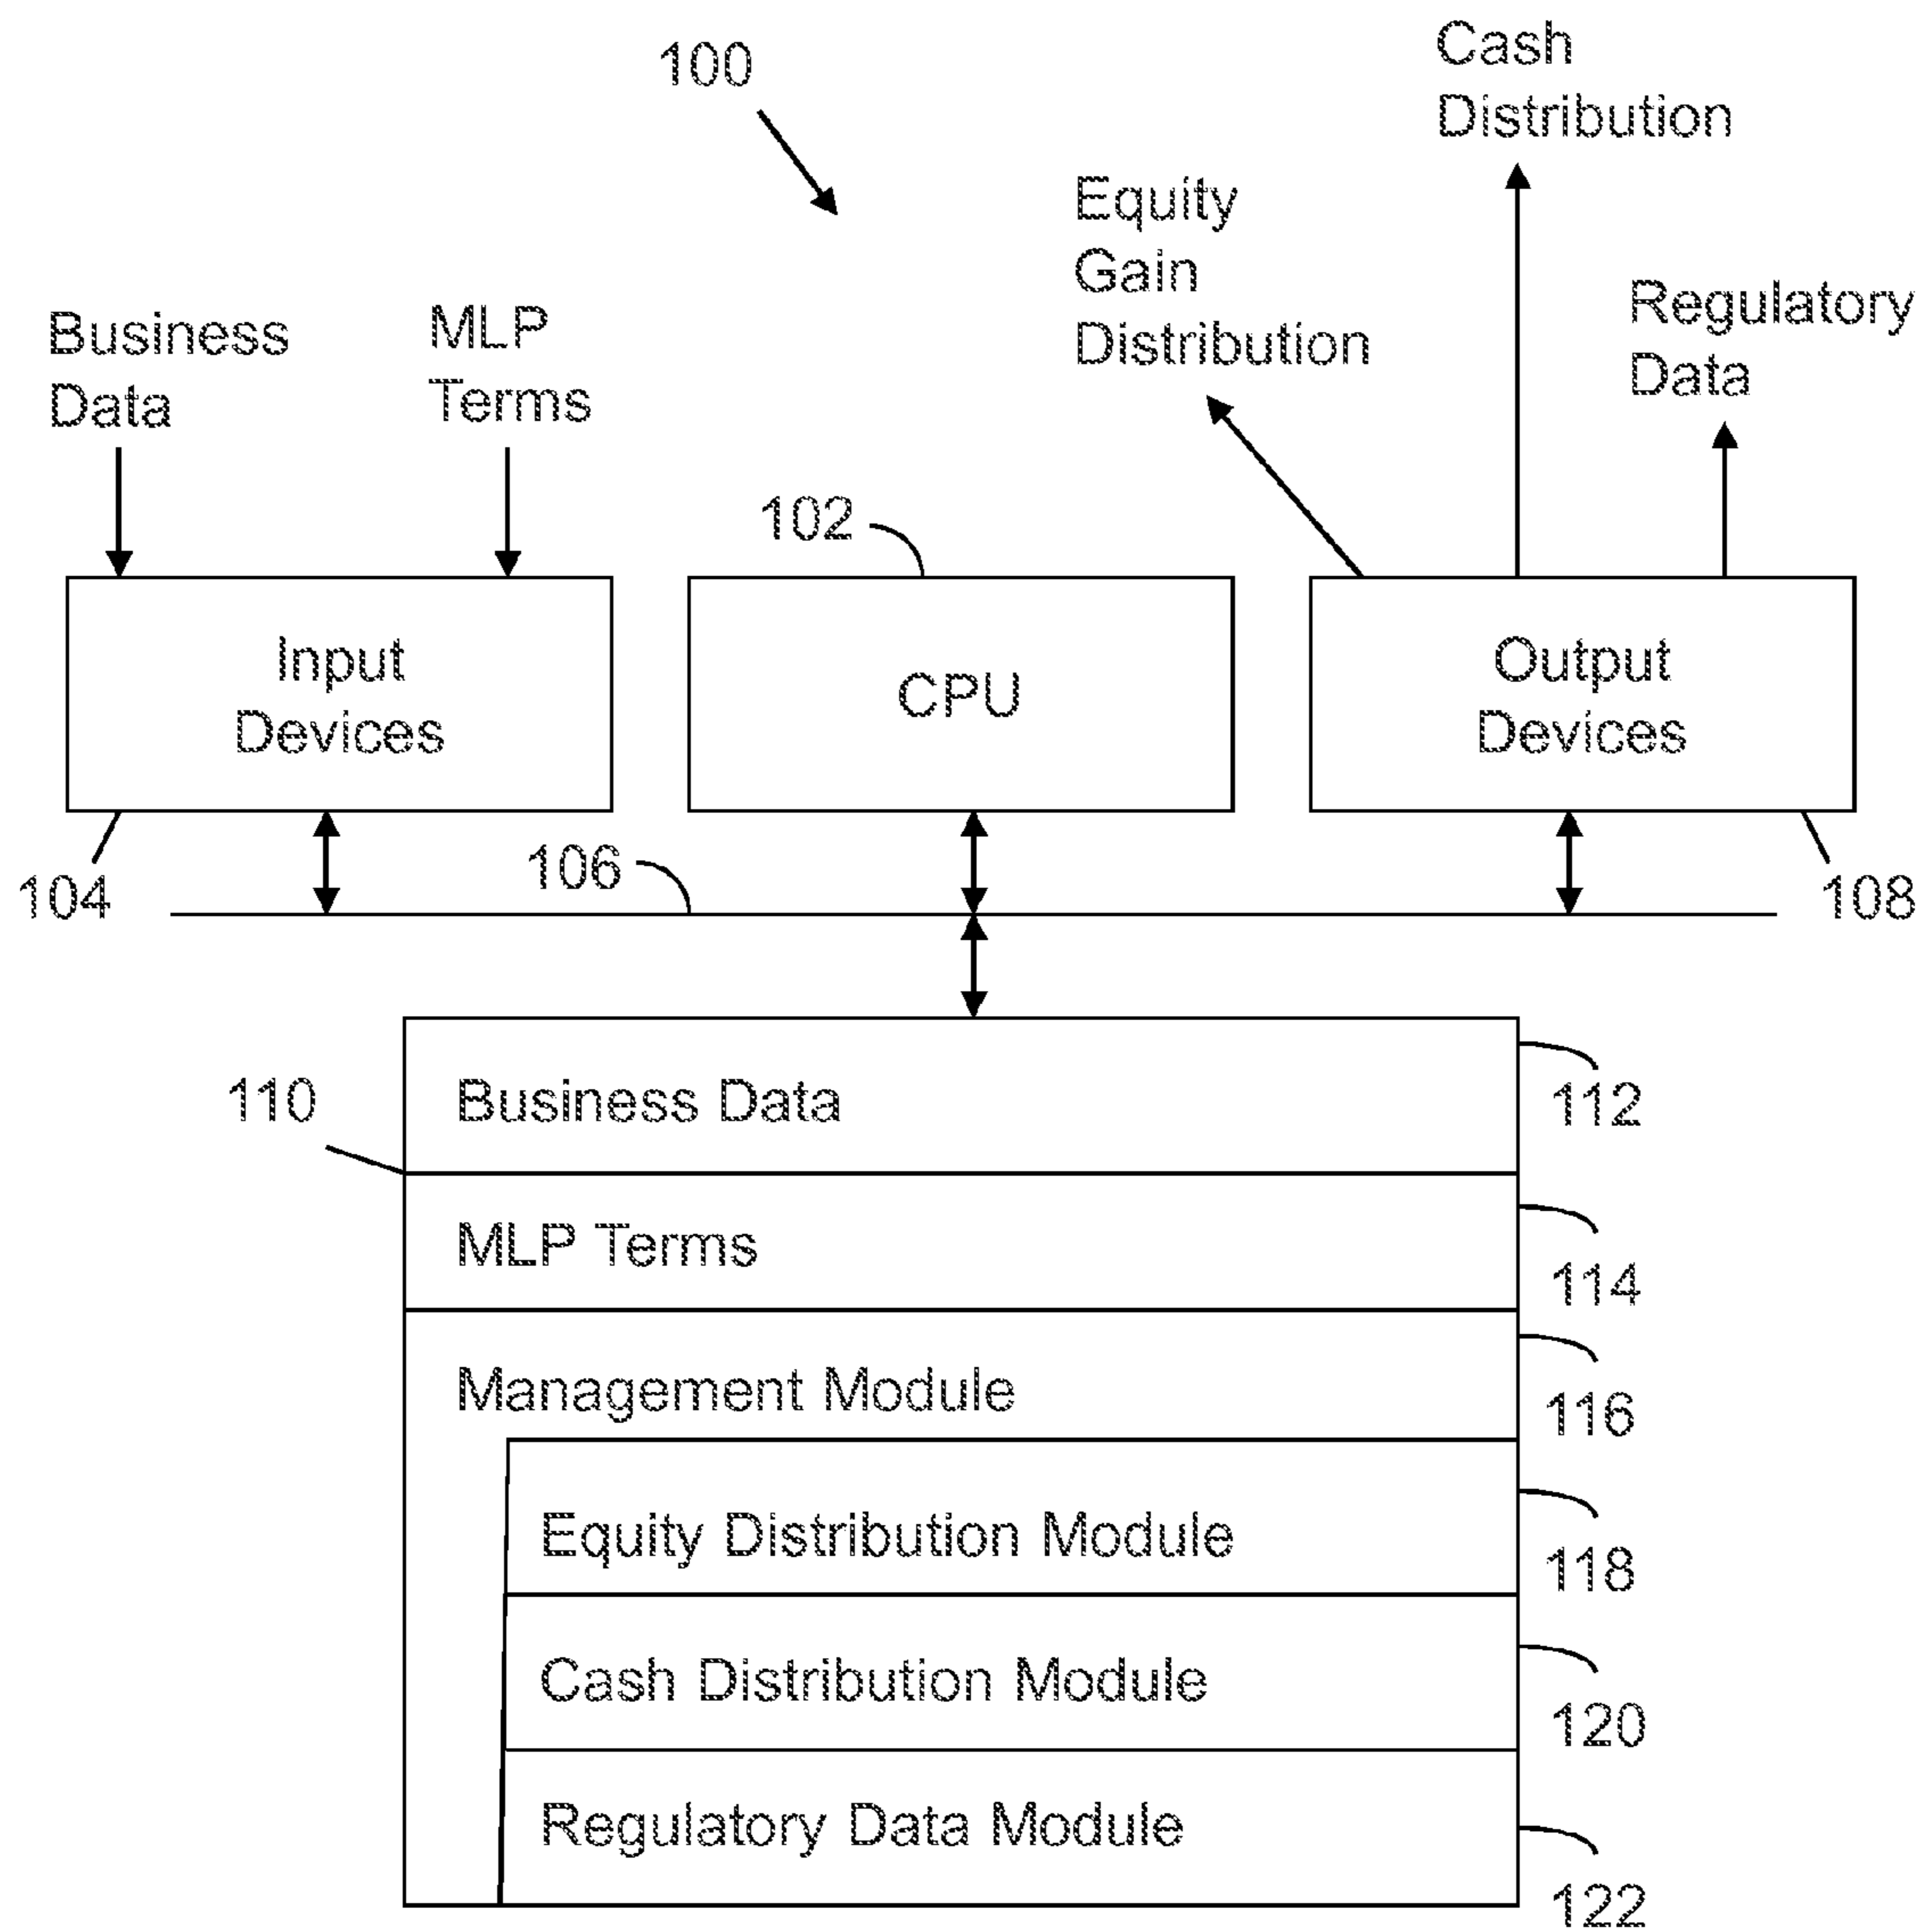 100
Cash
Distribution
Equity
Gain
Distribution
Regulatory
Data
Business
Data
MLP
Terms
102
Input
Devices
CPU
Output
Devices
104
106
108
110
Business Data
112
MLP Terms
114
Management Module
116
Equity Distribution Module
118
Cash Distribution Module
120
Regulatory Data Module
122